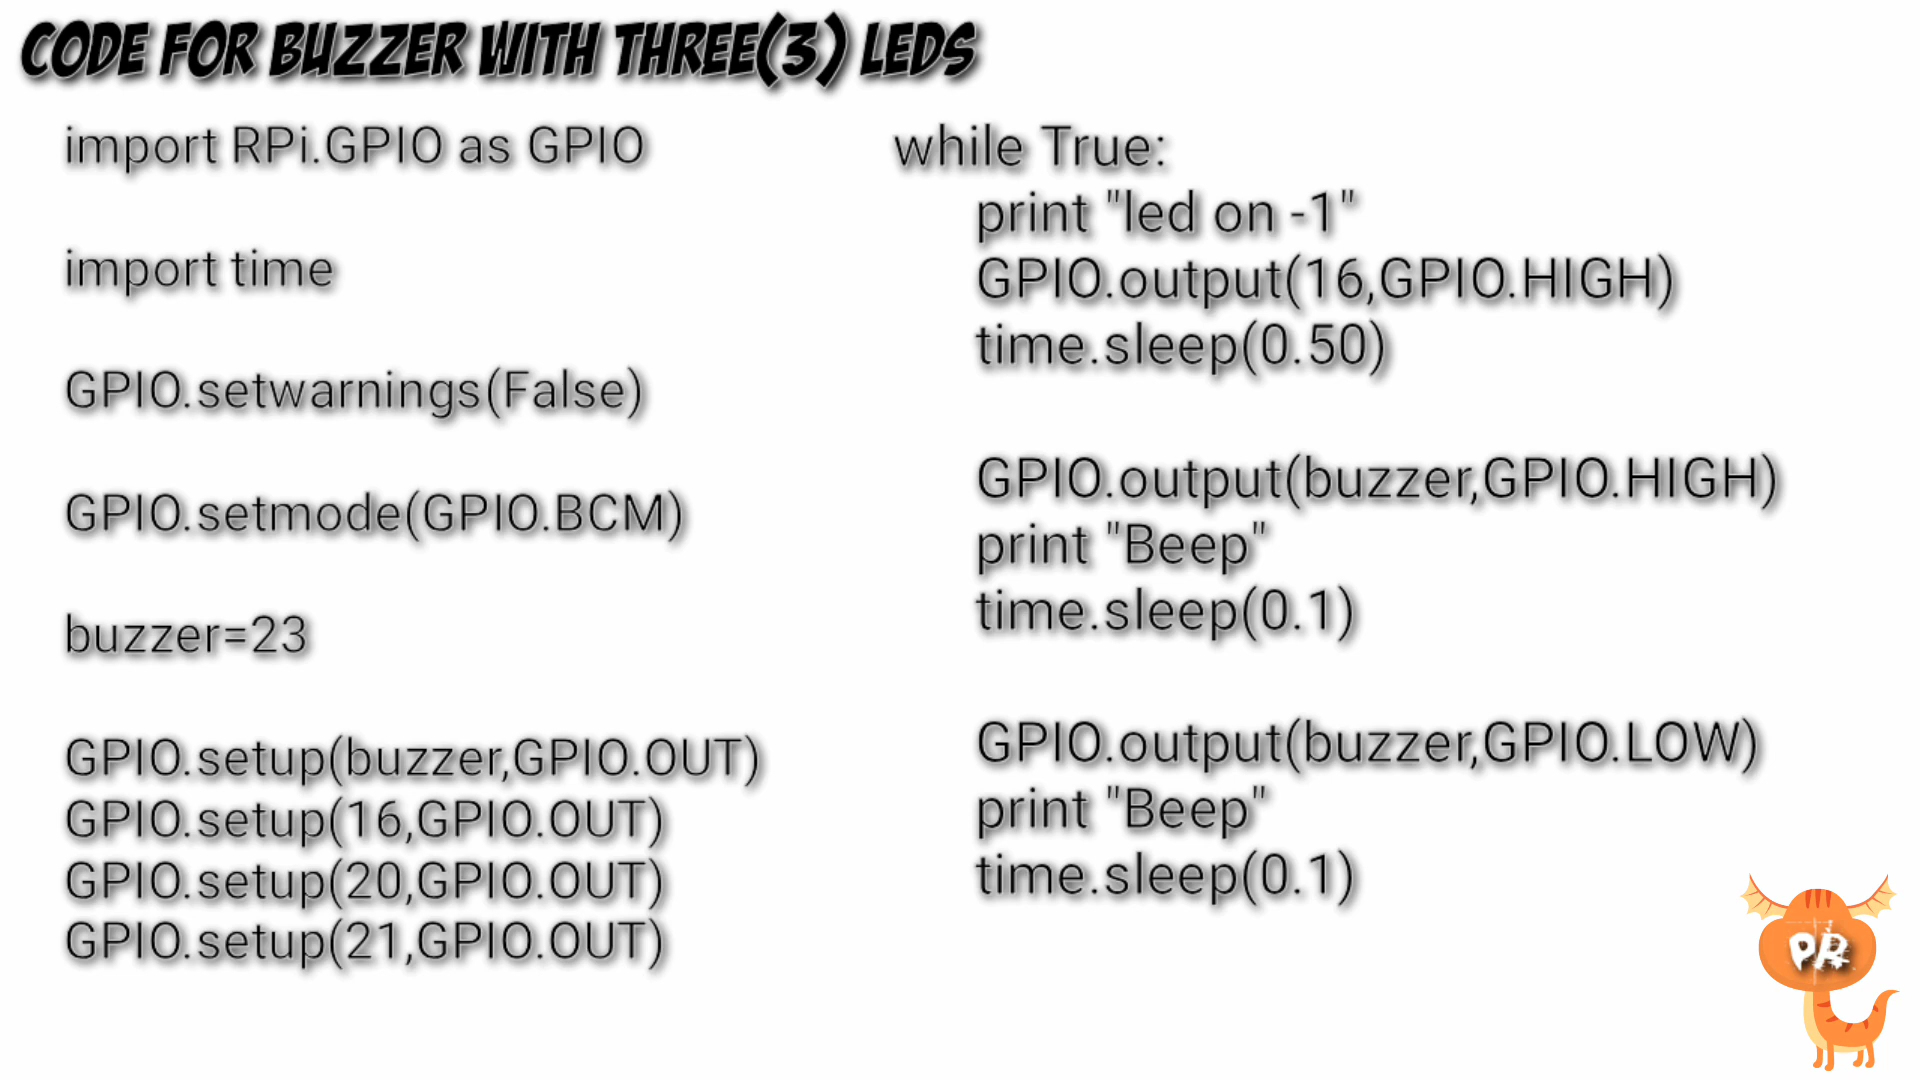 CODE FOR BUZZER WITH THREE(3) LEDS
import RPi.GPIO as GPIO
import time
GPIO.setwarnings(False)
GPIO.setmode(GPIO.BCM)
buzzer=23
GPIO.setup(buzzer,GPIO.OUT)
GPIO.setup(16,GPIO.OUT)
GPIO.setup(20,GPIO.OUT)
GPIO.setup(21,GPIO.OUT)
while True:
print "led on -1"
GPIO.output(16,GPIO.HIGH)
time.sleep(0.50)
GPIO.output(buzzer,GPIO.HIGH)
print "Beep"
time.sleep(0.1)
GPIO.output(buzzer,GPIO.LOW)
print "Beep"
time.sleep(0.1)
PR